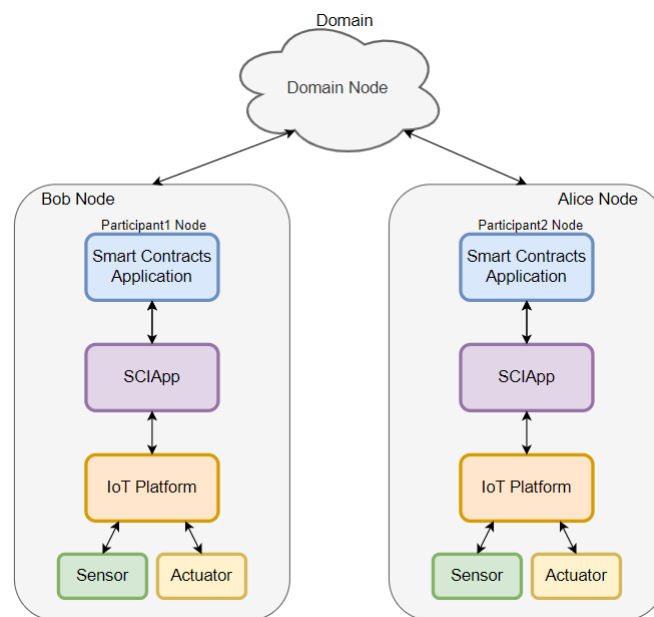 Domain
Domain Node
Bob Node
Participant1 Node
Smart Contracts
Application
SCIApp
IoT Platform
Sensor
Actuator
Alice Node
Participant2 Node
Smart Contracts
Application
SCIApp
IoT Platform
Sensor
Actuator